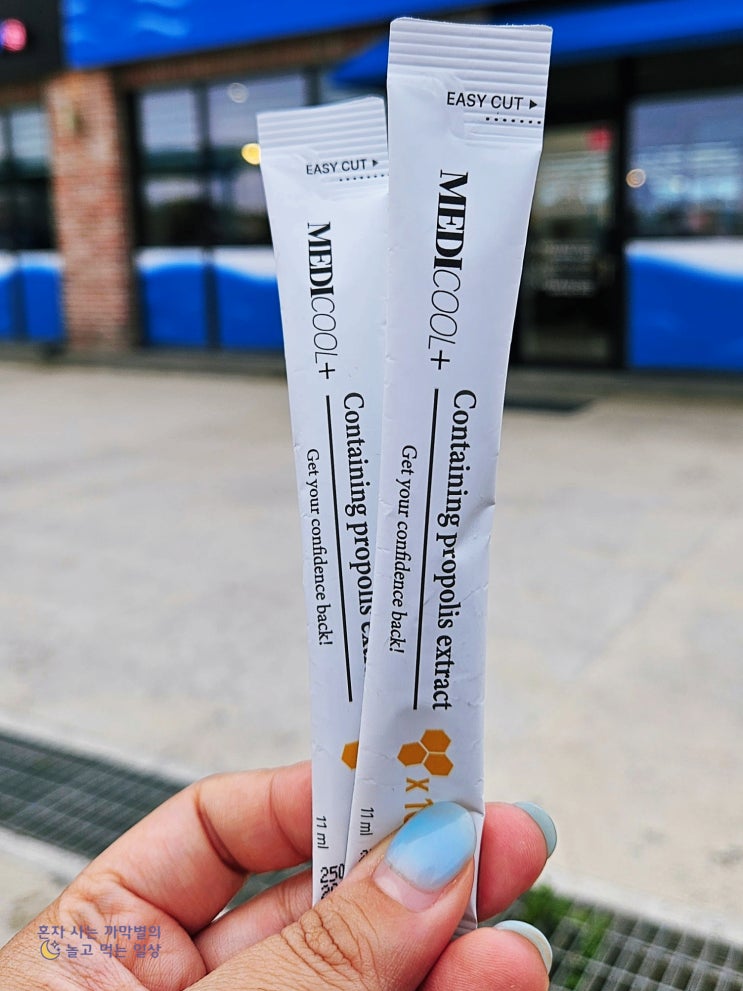 EASY CUT ▸
MEDICOOL+
Containing propolis
Get your confidence back!
11 ml
EASY CUT ▸
MEDICOOL+
Containing propolis extract
Get your confidence back!
11 ml
혼자 사는 까막별의
놀고 먹는 일상